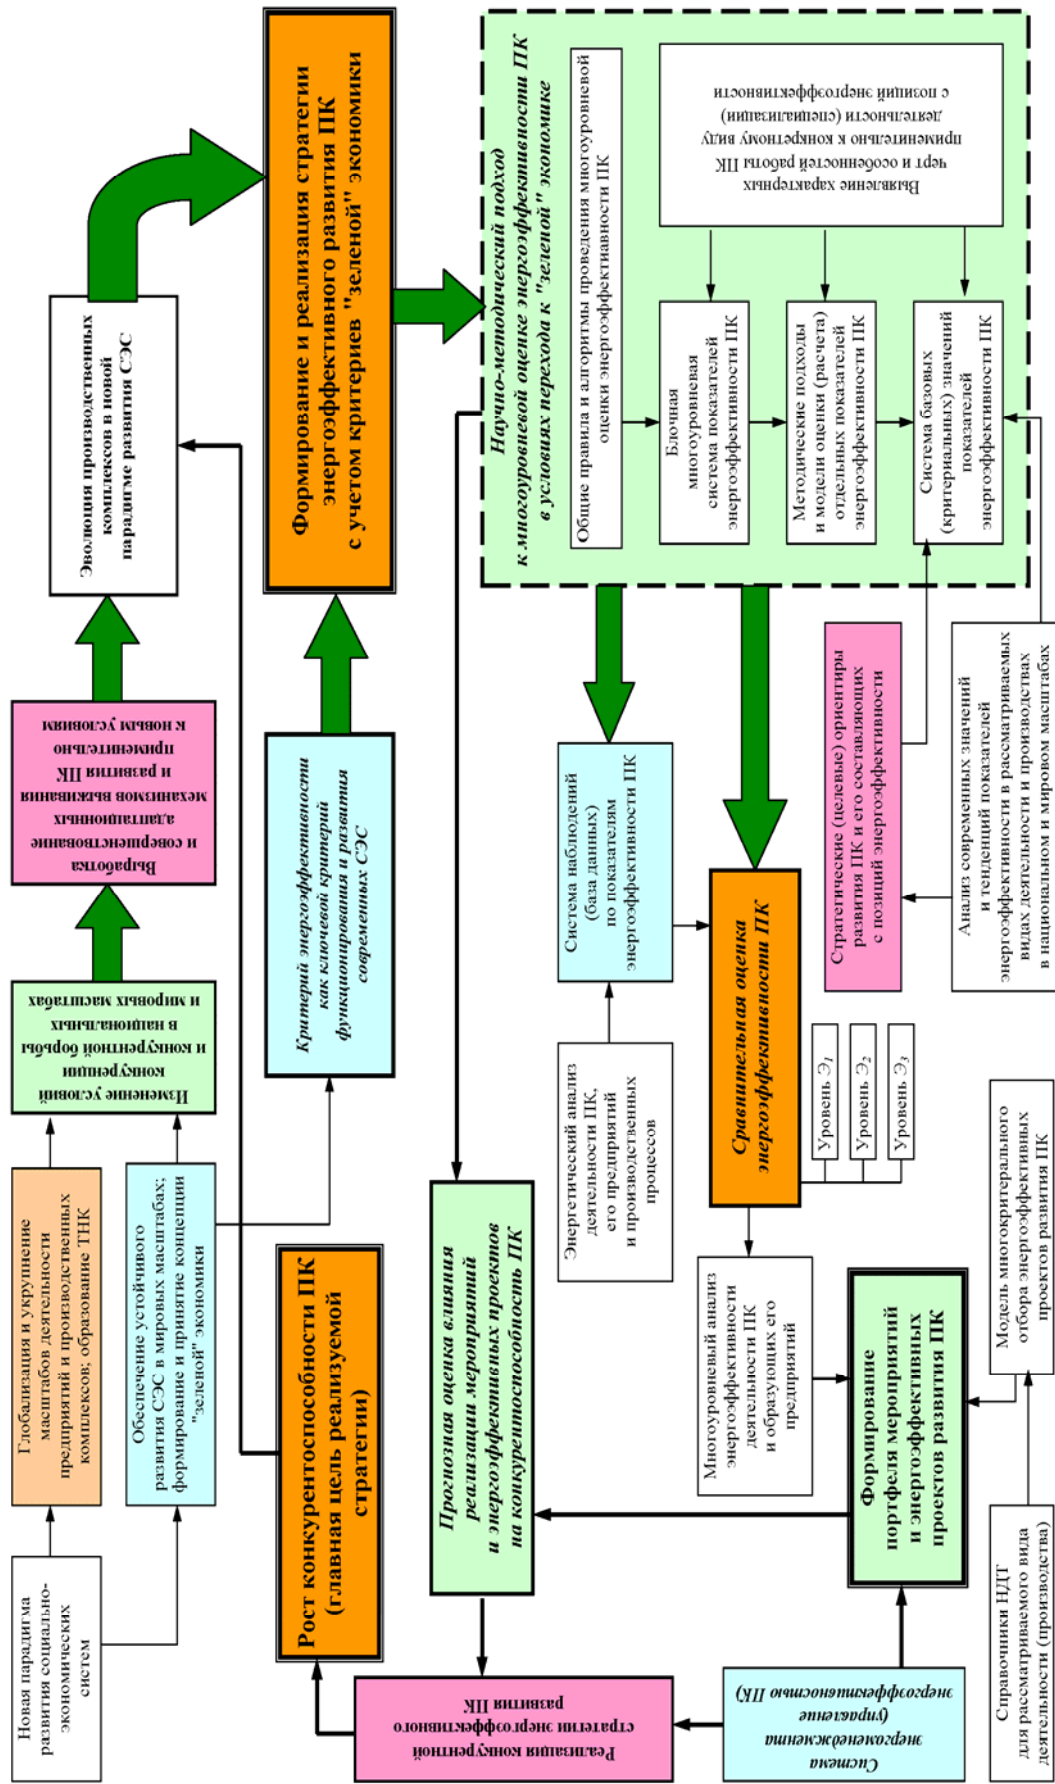 Новая парадигма
развития социально-
экономических
систем
Глобализация и укрупнение
масштабов деятельности
предприятий и производственных
комплексов; образование ТНК
Обеспечение устойчивого
развития СЭС в мировых масштабах;
формирование и принятие концепции
"зеленой" экономики
Изменение условий
конкуренции
и конкурентной борьбы
в национальных
и мировых масштабах
Выработка
и совершенствование
адаптационных
механизмов выживания
и развития ПК
применительно
к новым условиям
Эволюция производственных
комплексов в новой
парадигме развития СЭС
Рост конкурентоспособности ПК
(главная цель реализуемой
стратегии)
Критерий энергоэффективности
как ключевой критерий
функционирования и развития
современных СЭС
Формирование и реализация стратегии
энергоэффективного развития ПК
с учетом критериев "зеленой" экономики
Реализация конкурентной
стратегии энергоэффективного
развития ПК
Прогнозная оценка влияния
реализации мероприятий
и энергоэффективных проектов
на конкурентоспособность ПК
Энергетический анализ
деятельности ПК,
его предприятий
и производственных
процессов
Система наблюдений
(база данных)
по показателям
энергоэффективности ПК
Научно-методический подход
к многоуровневой оценке энергоэффективности ПК
в условиях перехода к "зеленой" экономике
Общие правила и алгоритмы проведения многоуровневой
оценки энергоэффектиавности ПК
Блочная
многоуровневая
система показателей
энергоэффективности ПК
Методические подходы
и модели оценки (расчета)
отдельных показателей
энергоэффективности ПК
Система базовых
(критериальных) значений
показателей
энергоэффективности ПК
Выявление характерных
черт и особенностей работы ПК
применительно к конкретному виду
деятельности (специализации)
с позиций энергоэффективности
Система
энергоменеджмента
(управление
энергоэффективностью ПК)
Многоуровневый анализ
энергоэффективности
деятельности ПК
и образующих его
предприятий
Сравнительная оценка
энергоэффективности ПК
Уровень Э1
Уровень Э2
Уровень Э3
Формирование
портфеля мероприятий
и энергоэффективных
проектов развития ПК
Стратегические (целевые) ориентиры
развития ПК и его составляющих
с позиций энергоэффективности
Справочники НДТ
для рассматриваемого вида
деятельности (производства)
Модель многокритерального
отбора энергоэффективных
проектов развития ПК
Анализ современных значений
и тенденций показателей
энергоэффективности в рассматриваемых
видах деятельности и производствах
в национальном и мировом масштабах